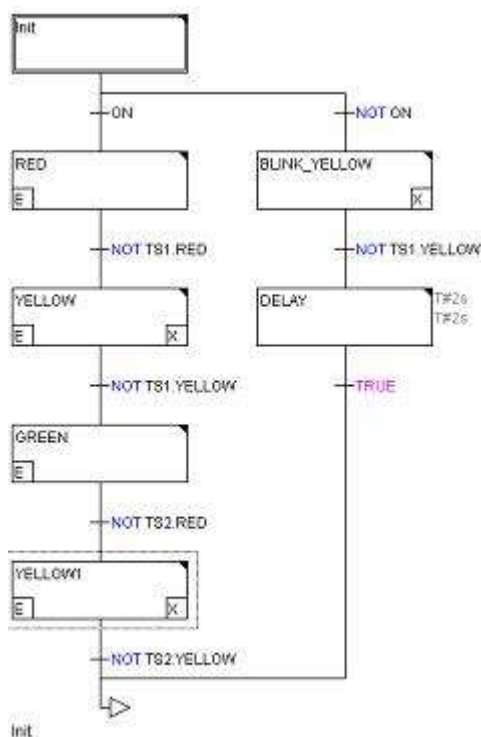 Init
ON
NOT ON
RED
E
BLINK_YELLOW
X
NOT TS1.RED
NOT TS1.YELLOW
YELLOW
E
X
DELAY
T#2s
T#2s
NOT TS1.YELLOW
TRUE
GREEN
E
NOT TS2.RED
YELLOW1
E
X
NOT TS2.YELLOW
Init